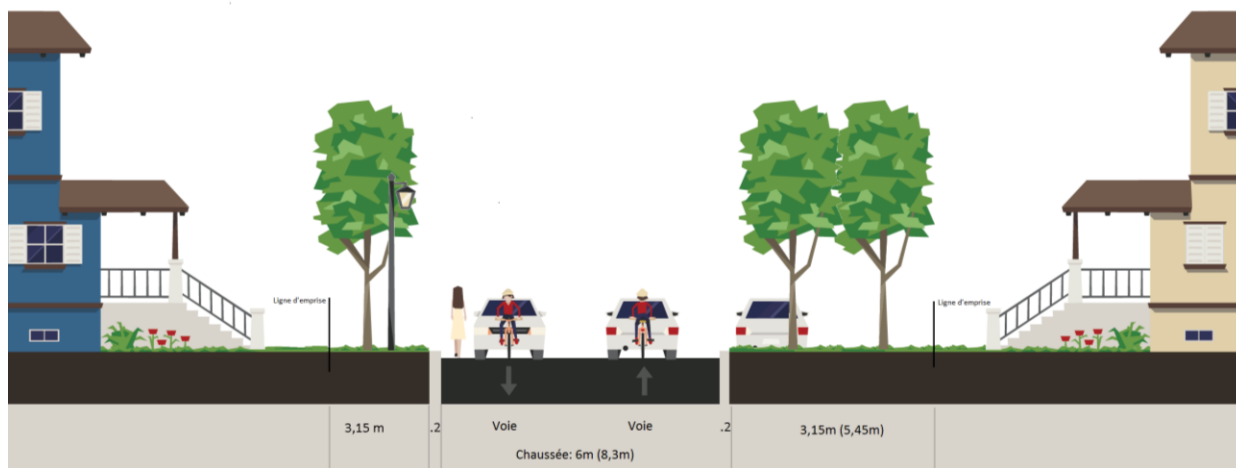 Ligne d'emprise
Ligne d'emprise
3,15 m .2 Voie Voie .2 3,15m (5,45m)
Chaussée: 6m (8,3m)